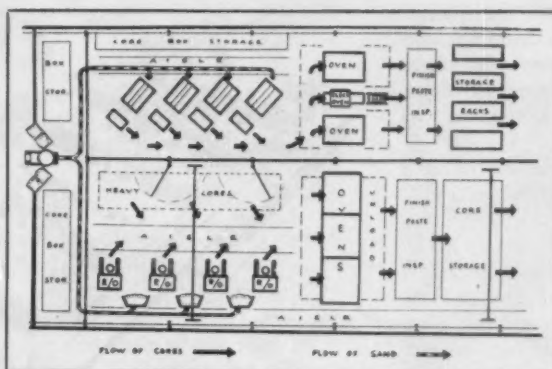 CORE BOX STORAGE
AISLE
BOX
STOR.
OVEN
OVEN
FINISH
PASTE
INSP.
STORAGE
RACKS
HEAVY CORES
AISLE
CORE
BOX
STOR.
R/O R/O R/O R/O
OVENS
UNLOAD
FINISH
PASTE
INSP.
CORE
STORAGE
AISLE
FLOW OF CORES
FLOW OF SAND